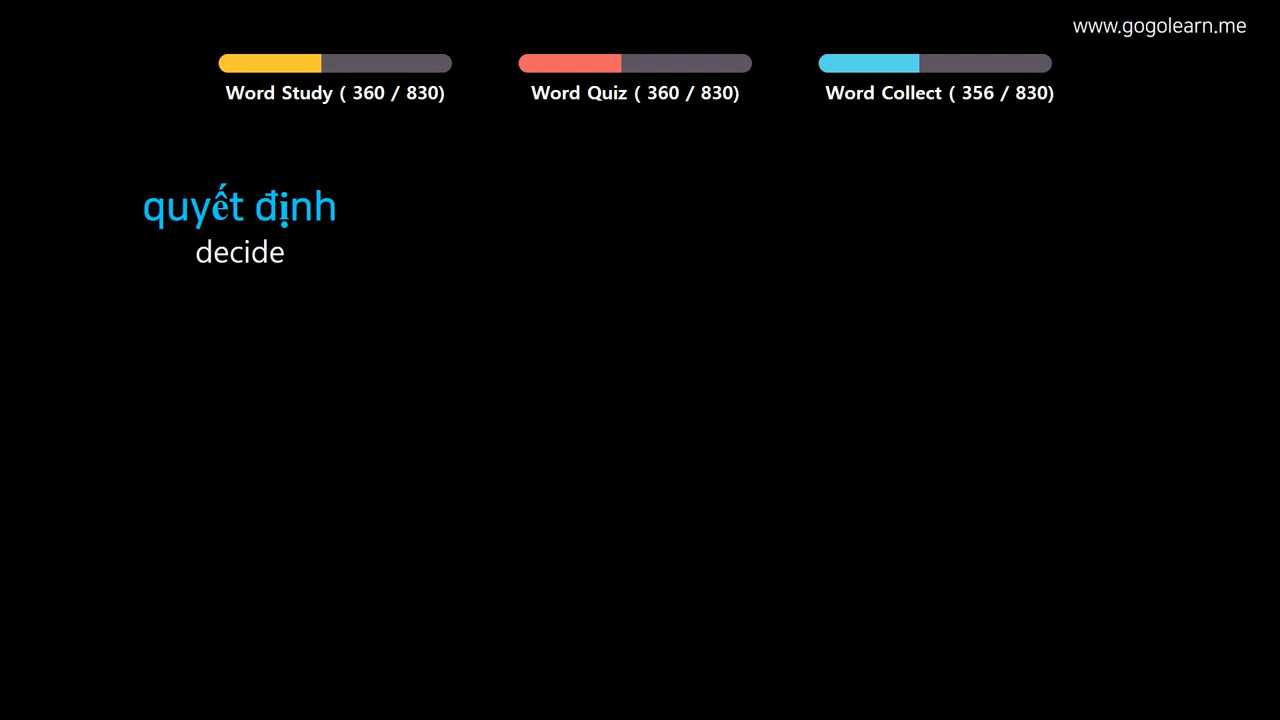 www.gogolearn.me
Word Study ( 360 / 830)
Word Quiz ( 360 / 830)
Word Collect ( 356 / 830)
quyết định
decide